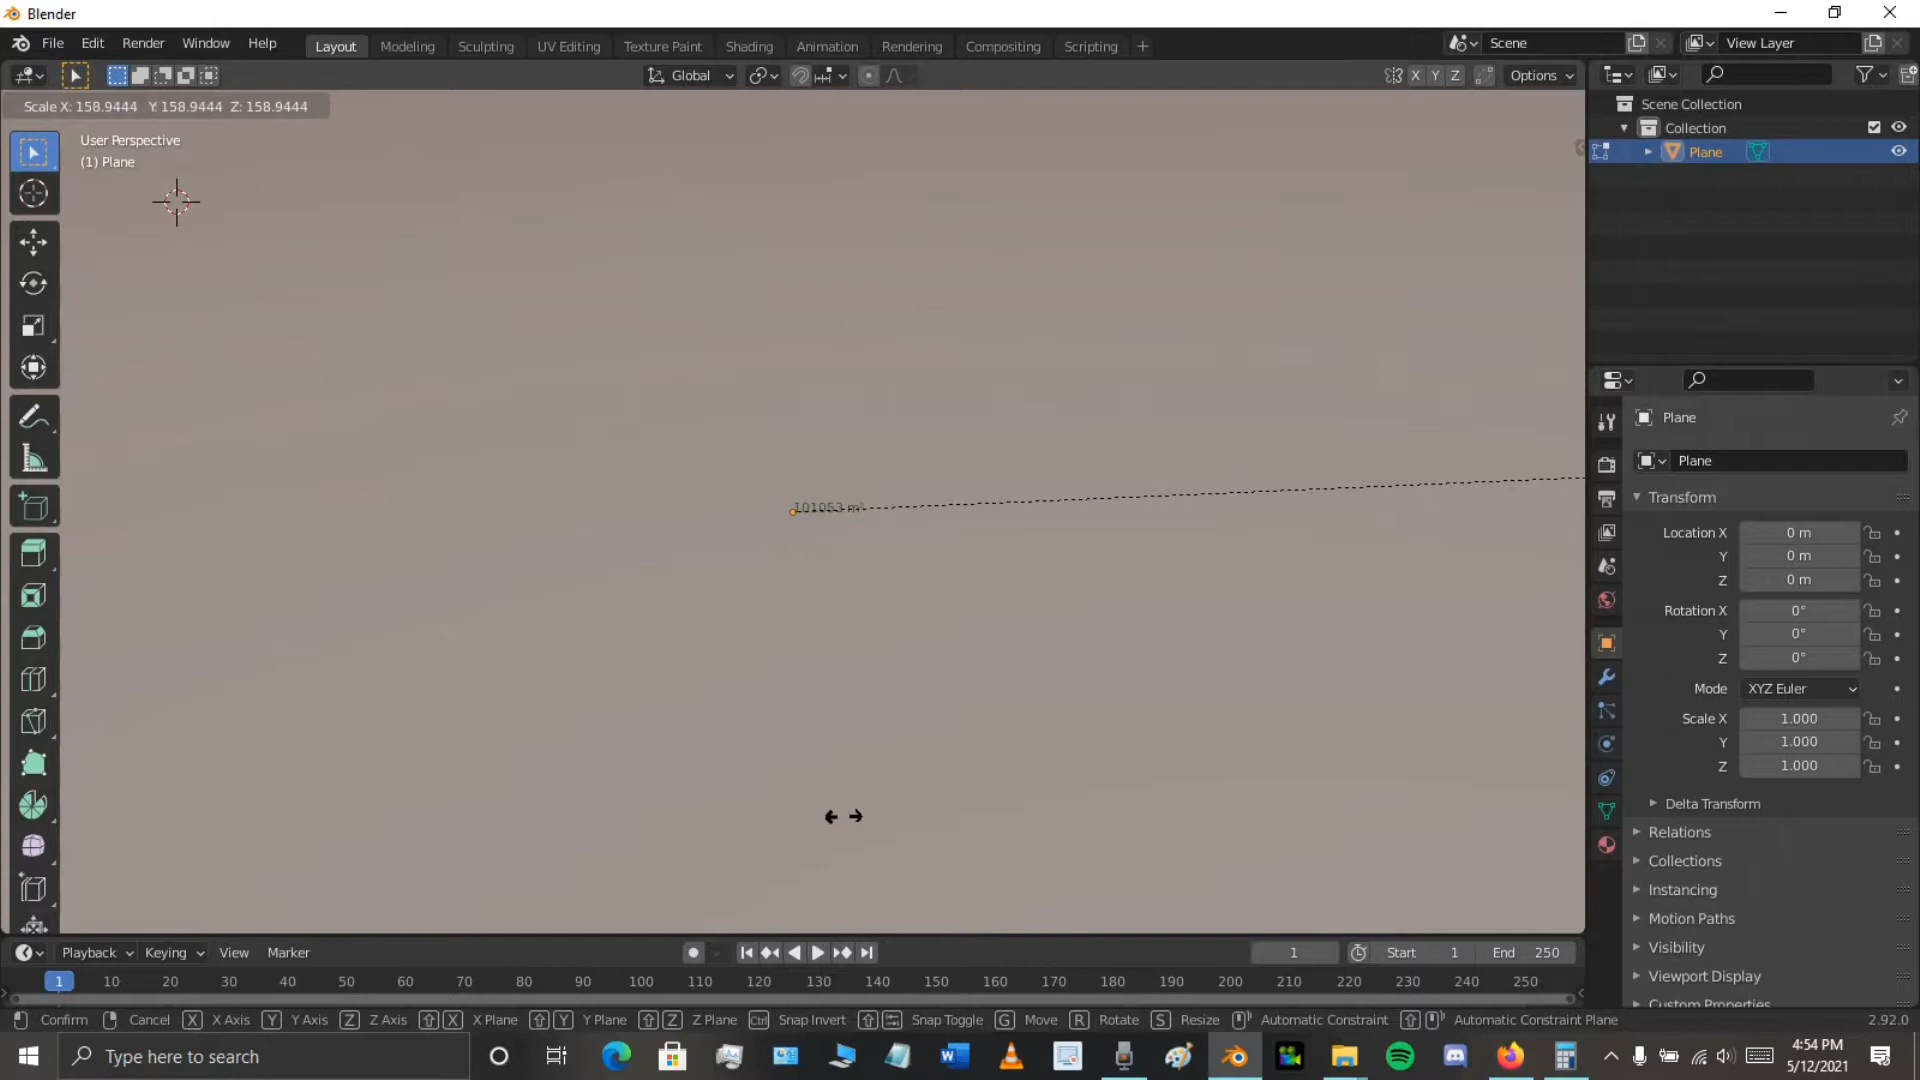 Blender
File Edit Render Window Help Layout Modeling Sculpting UV Editing Texture Paint Shading Animation Rendering Compositing Scripting + Scene View Layer
Global X Y Z Options
Scale X: 158.9444 Y: 158.9444 Z: 158.9444
User Perspective
(1) Plane
101053 m²
Scene Collection
Collection
Plane
Plane
Plane
Transform
Location X 0 m
Y 0 m
Z 0 m
Rotation X 0°
Y 0°
Z 0°
Mode XYZ Euler
Scale X 1.000
Y 1.000
Z 1.000
Delta Transform
Relations
Collections
Instancing
Motion Paths
Visibility
Viewport Display
Custom Properties
Playback Keying View Marker 1 Start 1 End 250
1 10 20 30 40 50 60 70 80 90 100 110 120 130 140 150 160 170 180 190 200 210 220 230 240 250
Confirm Cancel X X Axis Y Y Axis Z Z Axis X X Plane Y Y Plane Z Z Plane Ctrl Snap Invert Snap Toggle G Move R Rotate S Resize Automatic Constraint Automatic Constraint Plane 2.92.0
Type here to search
4:54 PM
5/12/2021